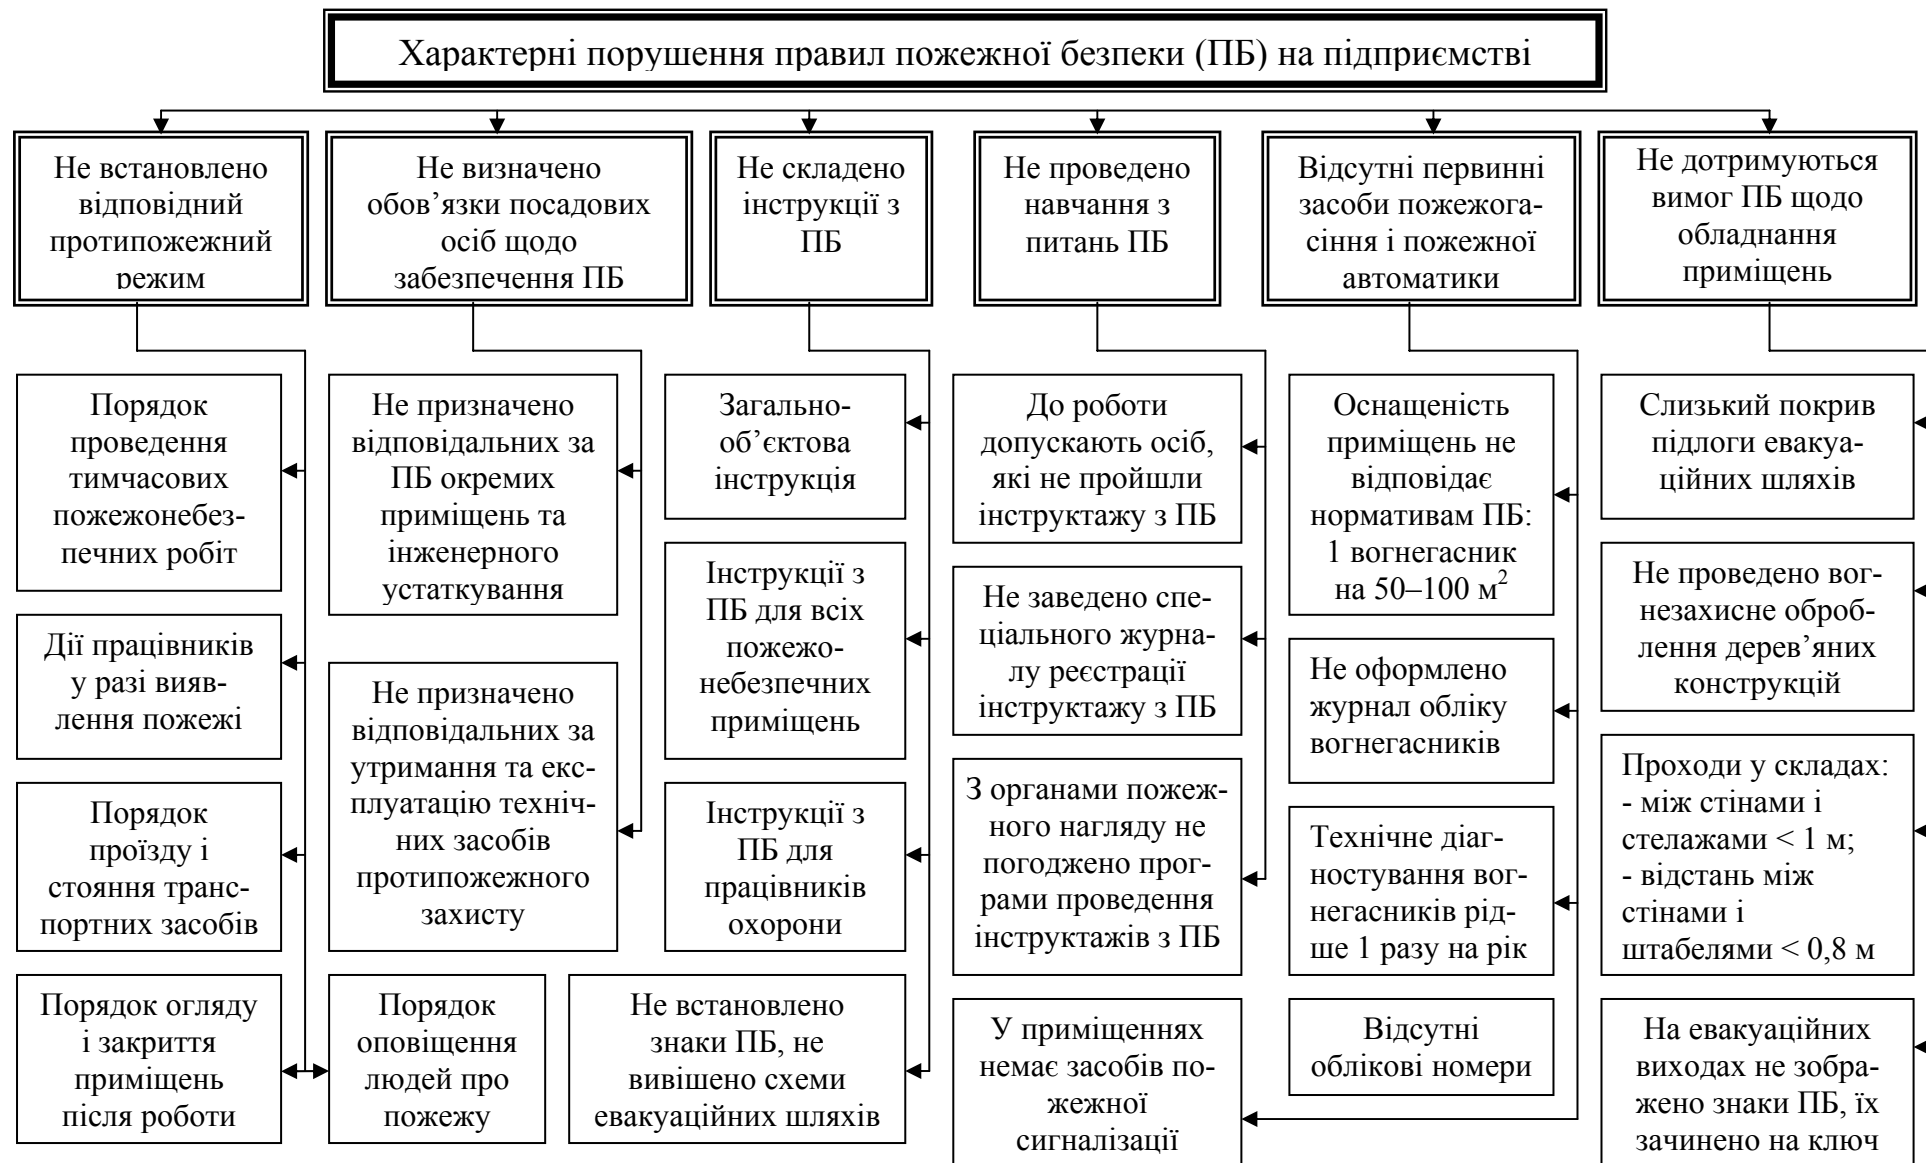 Характерні порушення правил пожежної безпеки (ПБ) на підприємстві
Не встановлено
відповідний
протипожежний
режим
Не визначено
обов’язки посадових
осіб щодо
забезпечення ПБ
Не складено
інструкції з
ПБ
Не проведено
навчання з
питань ПБ
Відсутні первинні
засоби пожежога-
сіння і пожежної
автоматики
Не дотримуються
вимог ПБ щодо
обладнання
приміщень
Порядок
проведення
тимчасових
пожежонебез-
печних робіт
Дії працівників
у разі вияв-
лення пожежі
Порядок
проїзду і
стояння транс-
портних засобів
Порядок огляду
і закриття
приміщень
після роботи
Не призначено
відповідальних за
ПБ окремих
приміщень та
інженерного
устаткування
Не призначено
відповідальних за
утримання та екс-
плуатацію техніч-
них засобів
протипожежного
захисту
Порядок
оповіщення
людей про
пожежу
Загально-
об’єктова
інструкція
Інструкції з
ПБ для всіх
пожежо-
небезпечних
приміщень
Інструкції з
ПБ для
працівників
охорони
Не встановлено
знаки ПБ, не
вивішено схеми
евакуаційних шляхів
До роботи
допускають осіб,
які не пройшли
інструктажу з ПБ
Не заведено спе-
ціального журна-
лу реєстрації
інструктажу з ПБ
З органами пожеж-
ного нагляду не
погоджено прог-
рами проведення
інструктажів з ПБ
У приміщеннях
немає засобів по-
жежної
сигналізації
Оснащеність
приміщень не
відповідає
нормативам ПБ:
1 вогнегасник
на 50–100 м²
Не оформлено
журнал обліку
вогнегасників
Технічне діаг-
ностування вог-
негасників рід-
ше 1 разу на рік
Відсутні
облікові номери
Слизький покрив
підлоги евакуа-
ційних шляхів
Не проведено вог-
незахисне оброб-
лення дерев’яних
конструкцій
Проходи у складах:
- між стінами і
стелажами < 1 м;
- відстань між
стінами і
штабелями < 0,8 м
На евакуаційних
виходах не зобра-
жено знаки ПБ, їх
зачинено на ключ